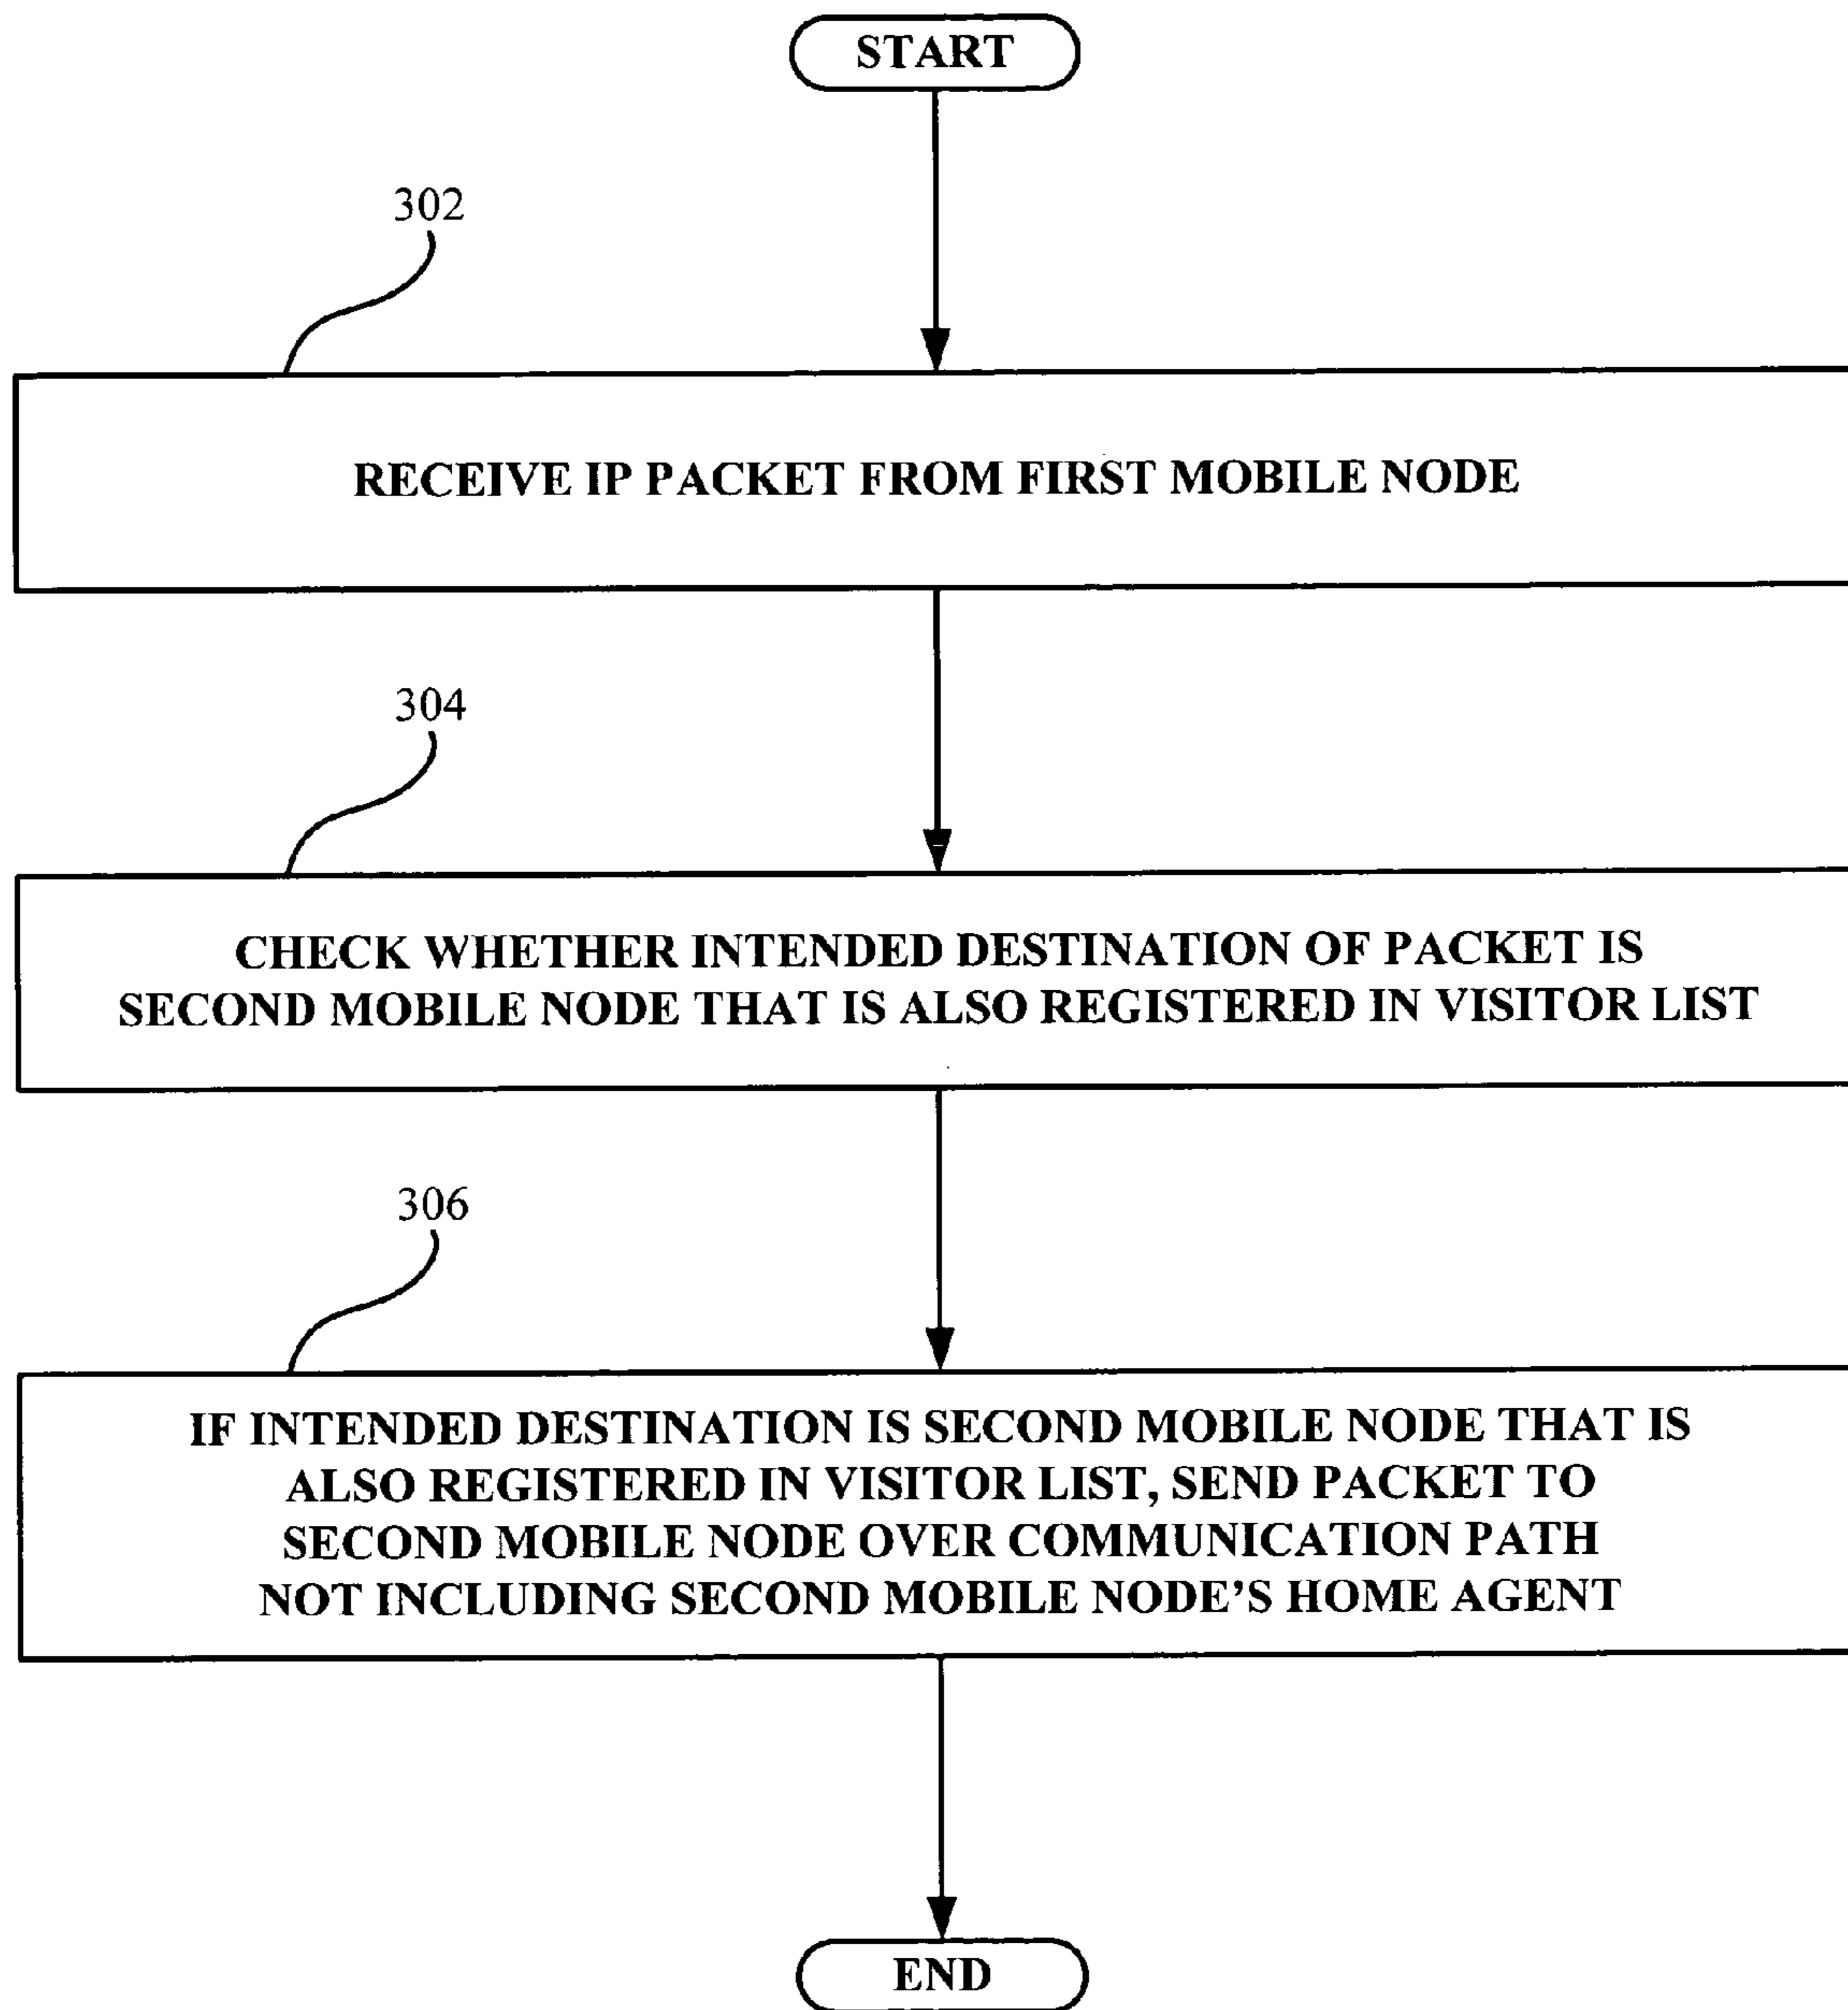 START
302
RECEIVE IP PACKET FROM FIRST MOBILE NODE
304
CHECK WHETHER INTENDED DESTINATION OF PACKET IS
SECOND MOBILE NODE THAT IS ALSO REGISTERED IN VISITOR LIST
306
IF INTENDED DESTINATION IS SECOND MOBILE NODE THAT IS
ALSO REGISTERED IN VISITOR LIST, SEND PACKET TO
SECOND MOBILE NODE OVER COMMUNICATION PATH
NOT INCLUDING SECOND MOBILE NODE'S HOME AGENT
END